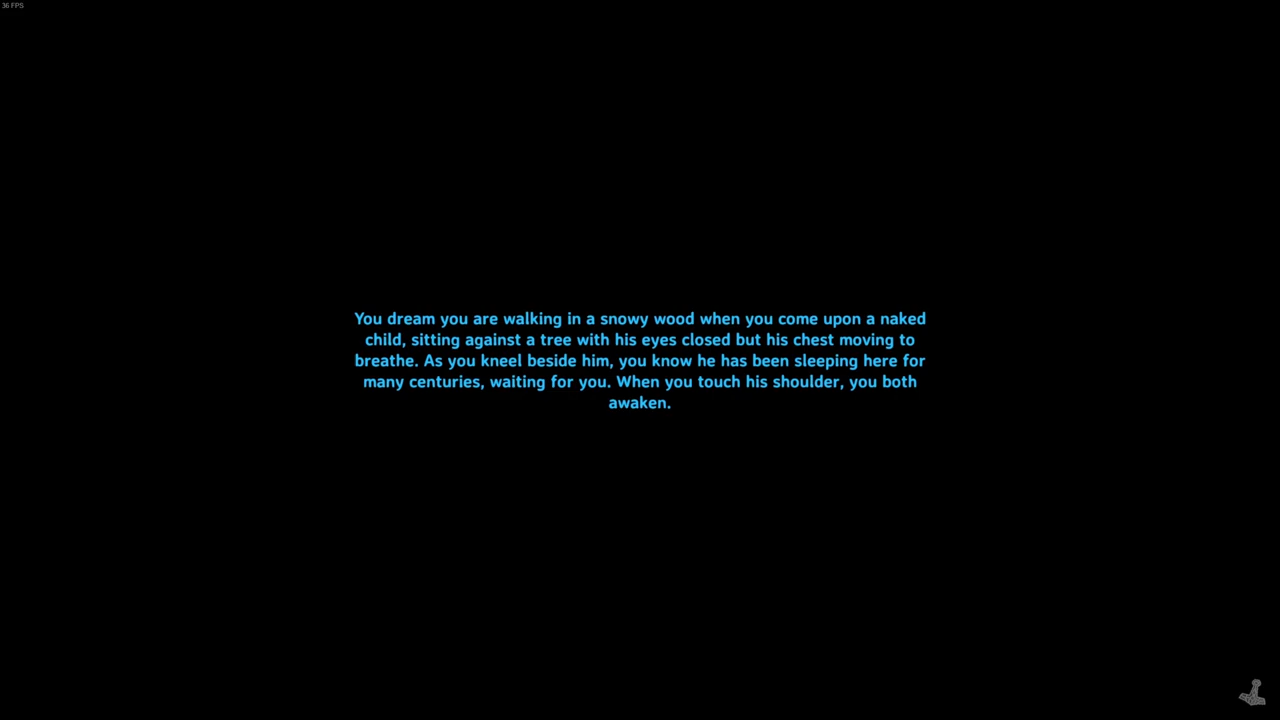 36 FPS
You dream you are walking in a snowy wood when you come upon a naked
child, sitting against a tree with his eyes closed but his chest moving to
breathe. As you kneel beside him, you know he has been sleeping here for
many centuries, waiting for you. When you touch his shoulder, you both
awaken.